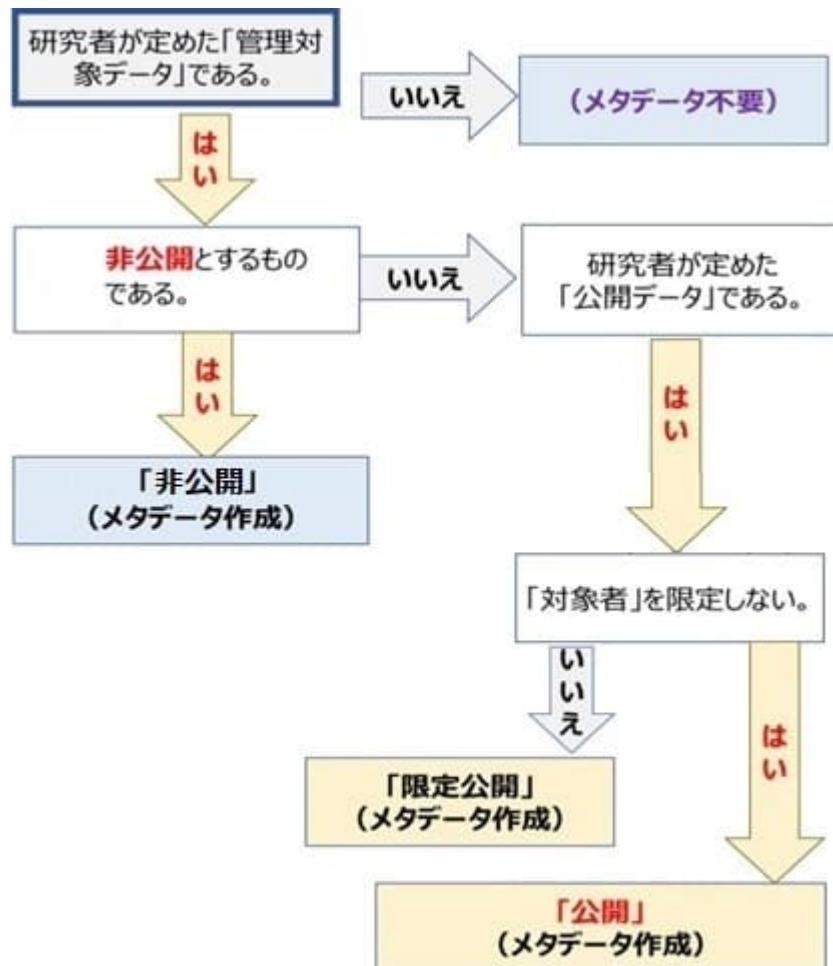 研究者が定めた「管理対
象データ」である。
いいえ
（メタデータ不要）
はい
非公開とするもの
である。
いいえ
研究者が定めた
「公開データ」である。
はい
「非公開」
（メタデータ作成）
はい
「対象者」を限定しない。
いいえ
「限定公開」
（メタデータ作成）
はい
「公開」
（メタデータ作成）